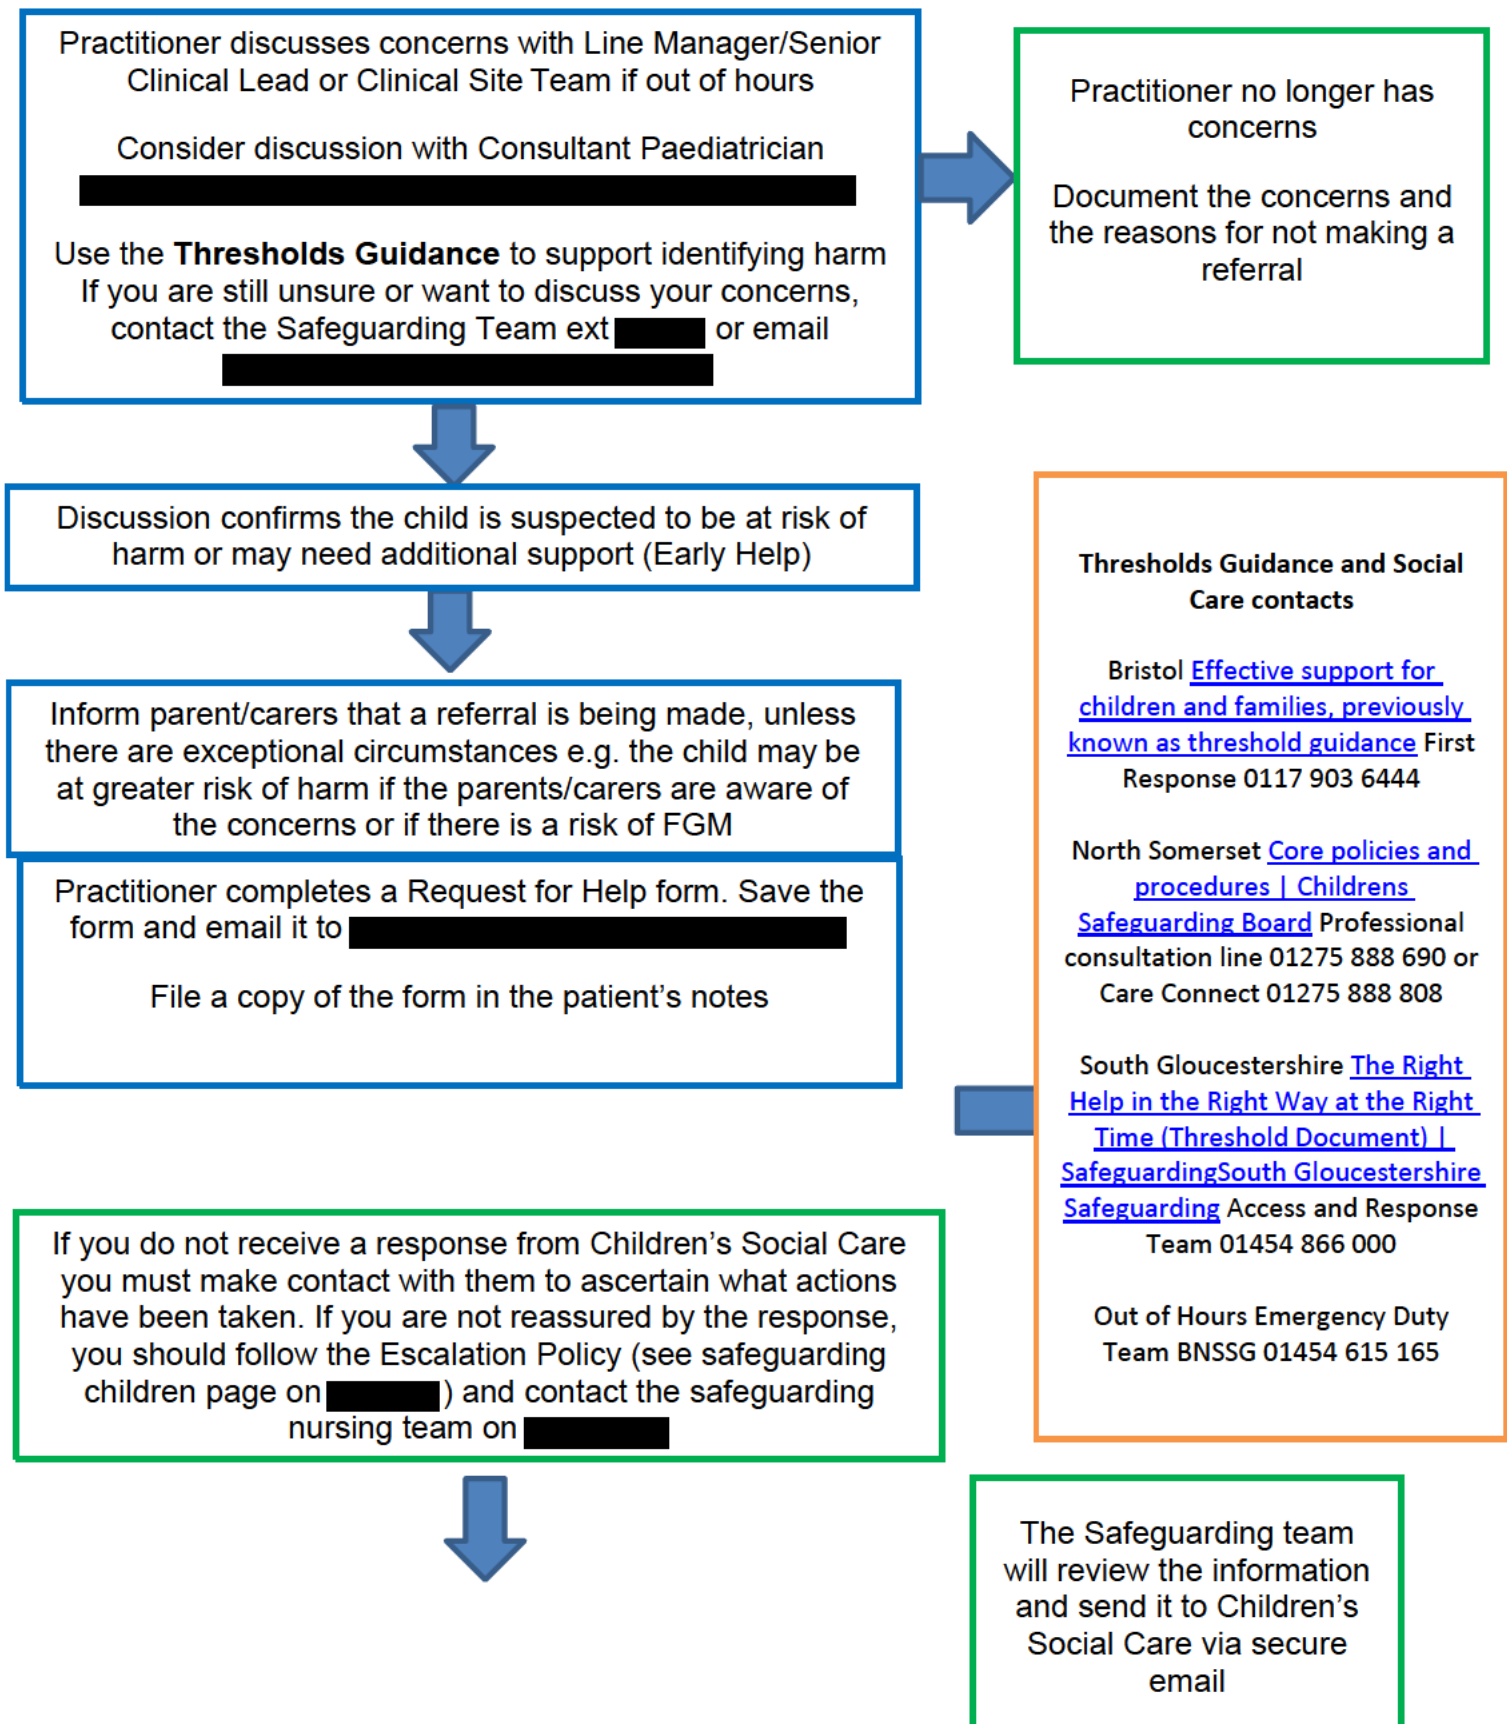 Practitioner discusses concerns with Line Manager/Senior
Clinical Lead or Clinical Site Team if out of hours
Consider discussion with Consultant Paediatrician
Use the Thresholds Guidance to support identifying harm
If you are still unsure or want to discuss your concerns,
contact the Safeguarding Team ext or email
Practitioner no longer has
concerns
Document the concerns and
the reasons for not making a
referral
Discussion confirms the child is suspected to be at risk of
harm or may need additional support (Early Help)
Inform parent/carers that a referral is being made, unless
there are exceptional circumstances e.g. the child may be
at greater risk of harm if the parents/carers are aware of
the concerns or if there is a risk of FGM
Practitioner completes a Request for Help form. Save the
form and email it to
File a copy of the form in the patient's notes
Thresholds Guidance and Social
Care contacts
Bristol Effective support for
children and families, previously
known as threshold guidance First
Response 0117 903 6444
North Somerset Core policies and
procedures | Childrens
Safeguarding Board Professional
consultation line 01275 888 690 or
Care Connect 01275 888 808
South Gloucestershire The Right
Help in the Right Way at the Right
Time (Threshold Document) |
SafeguardingSouth Gloucestershire
Safeguarding Access and Response
Team 01454 866 000
Out of Hours Emergency Duty
Team BNSSG 01454 615 165
If you do not receive a response from Children's Social Care
you must make contact with them to ascertain what actions
have been taken. If you are not reassured by the response,
you should follow the Escalation Policy (see safeguarding
children page on ) and contact the safeguarding
nursing team on
The Safeguarding team
will review the information
and send it to Children's
Social Care via secure
email